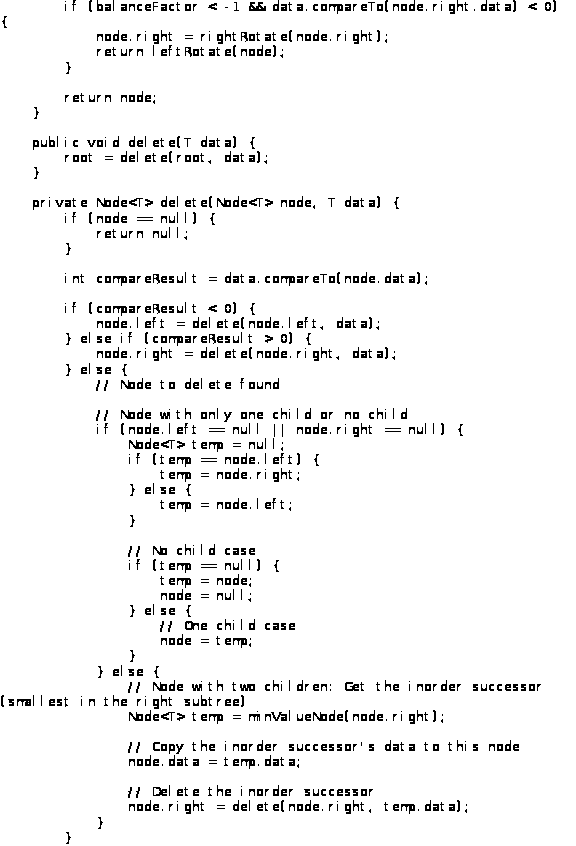 if (balanceFactor < -1 && data.compareTo(node.right.data) < 0)
{
node.right = rightRotate(node.right);
return leftRotate(node);
}
return node;
}
public void delete(T data) {
root = delete(root, data);
}
private Node<T> delete(Node<T> node, T data) {
if (node == null) {
return null;
}
int compareResult = data.compareTo(node.data);
if (compareResult < 0) {
node.left = delete(node.left, data);
} else if (compareResult > 0) {
node.right = delete(node.right, data);
} else {
// Node to delete found
// Node with only one child or no child
if (node.left == null || node.right == null) {
Node<T> temp = null;
if (temp == node.left) {
temp = node.right;
} else {
temp = node.left;
}
// No child case
if (temp == null) {
temp = node;
node = null;
} else {
// One child case
node = temp;
}
} else {
// Node with two children: Get the inorder successor
(smallest in the right subtree)
Node<T> temp = minValueNode(node.right);
// Copy the inorder successor's data to this node
node.data = temp.data;
// Delete the inorder successor
node.right = delete(node.right, temp.data);
}
}